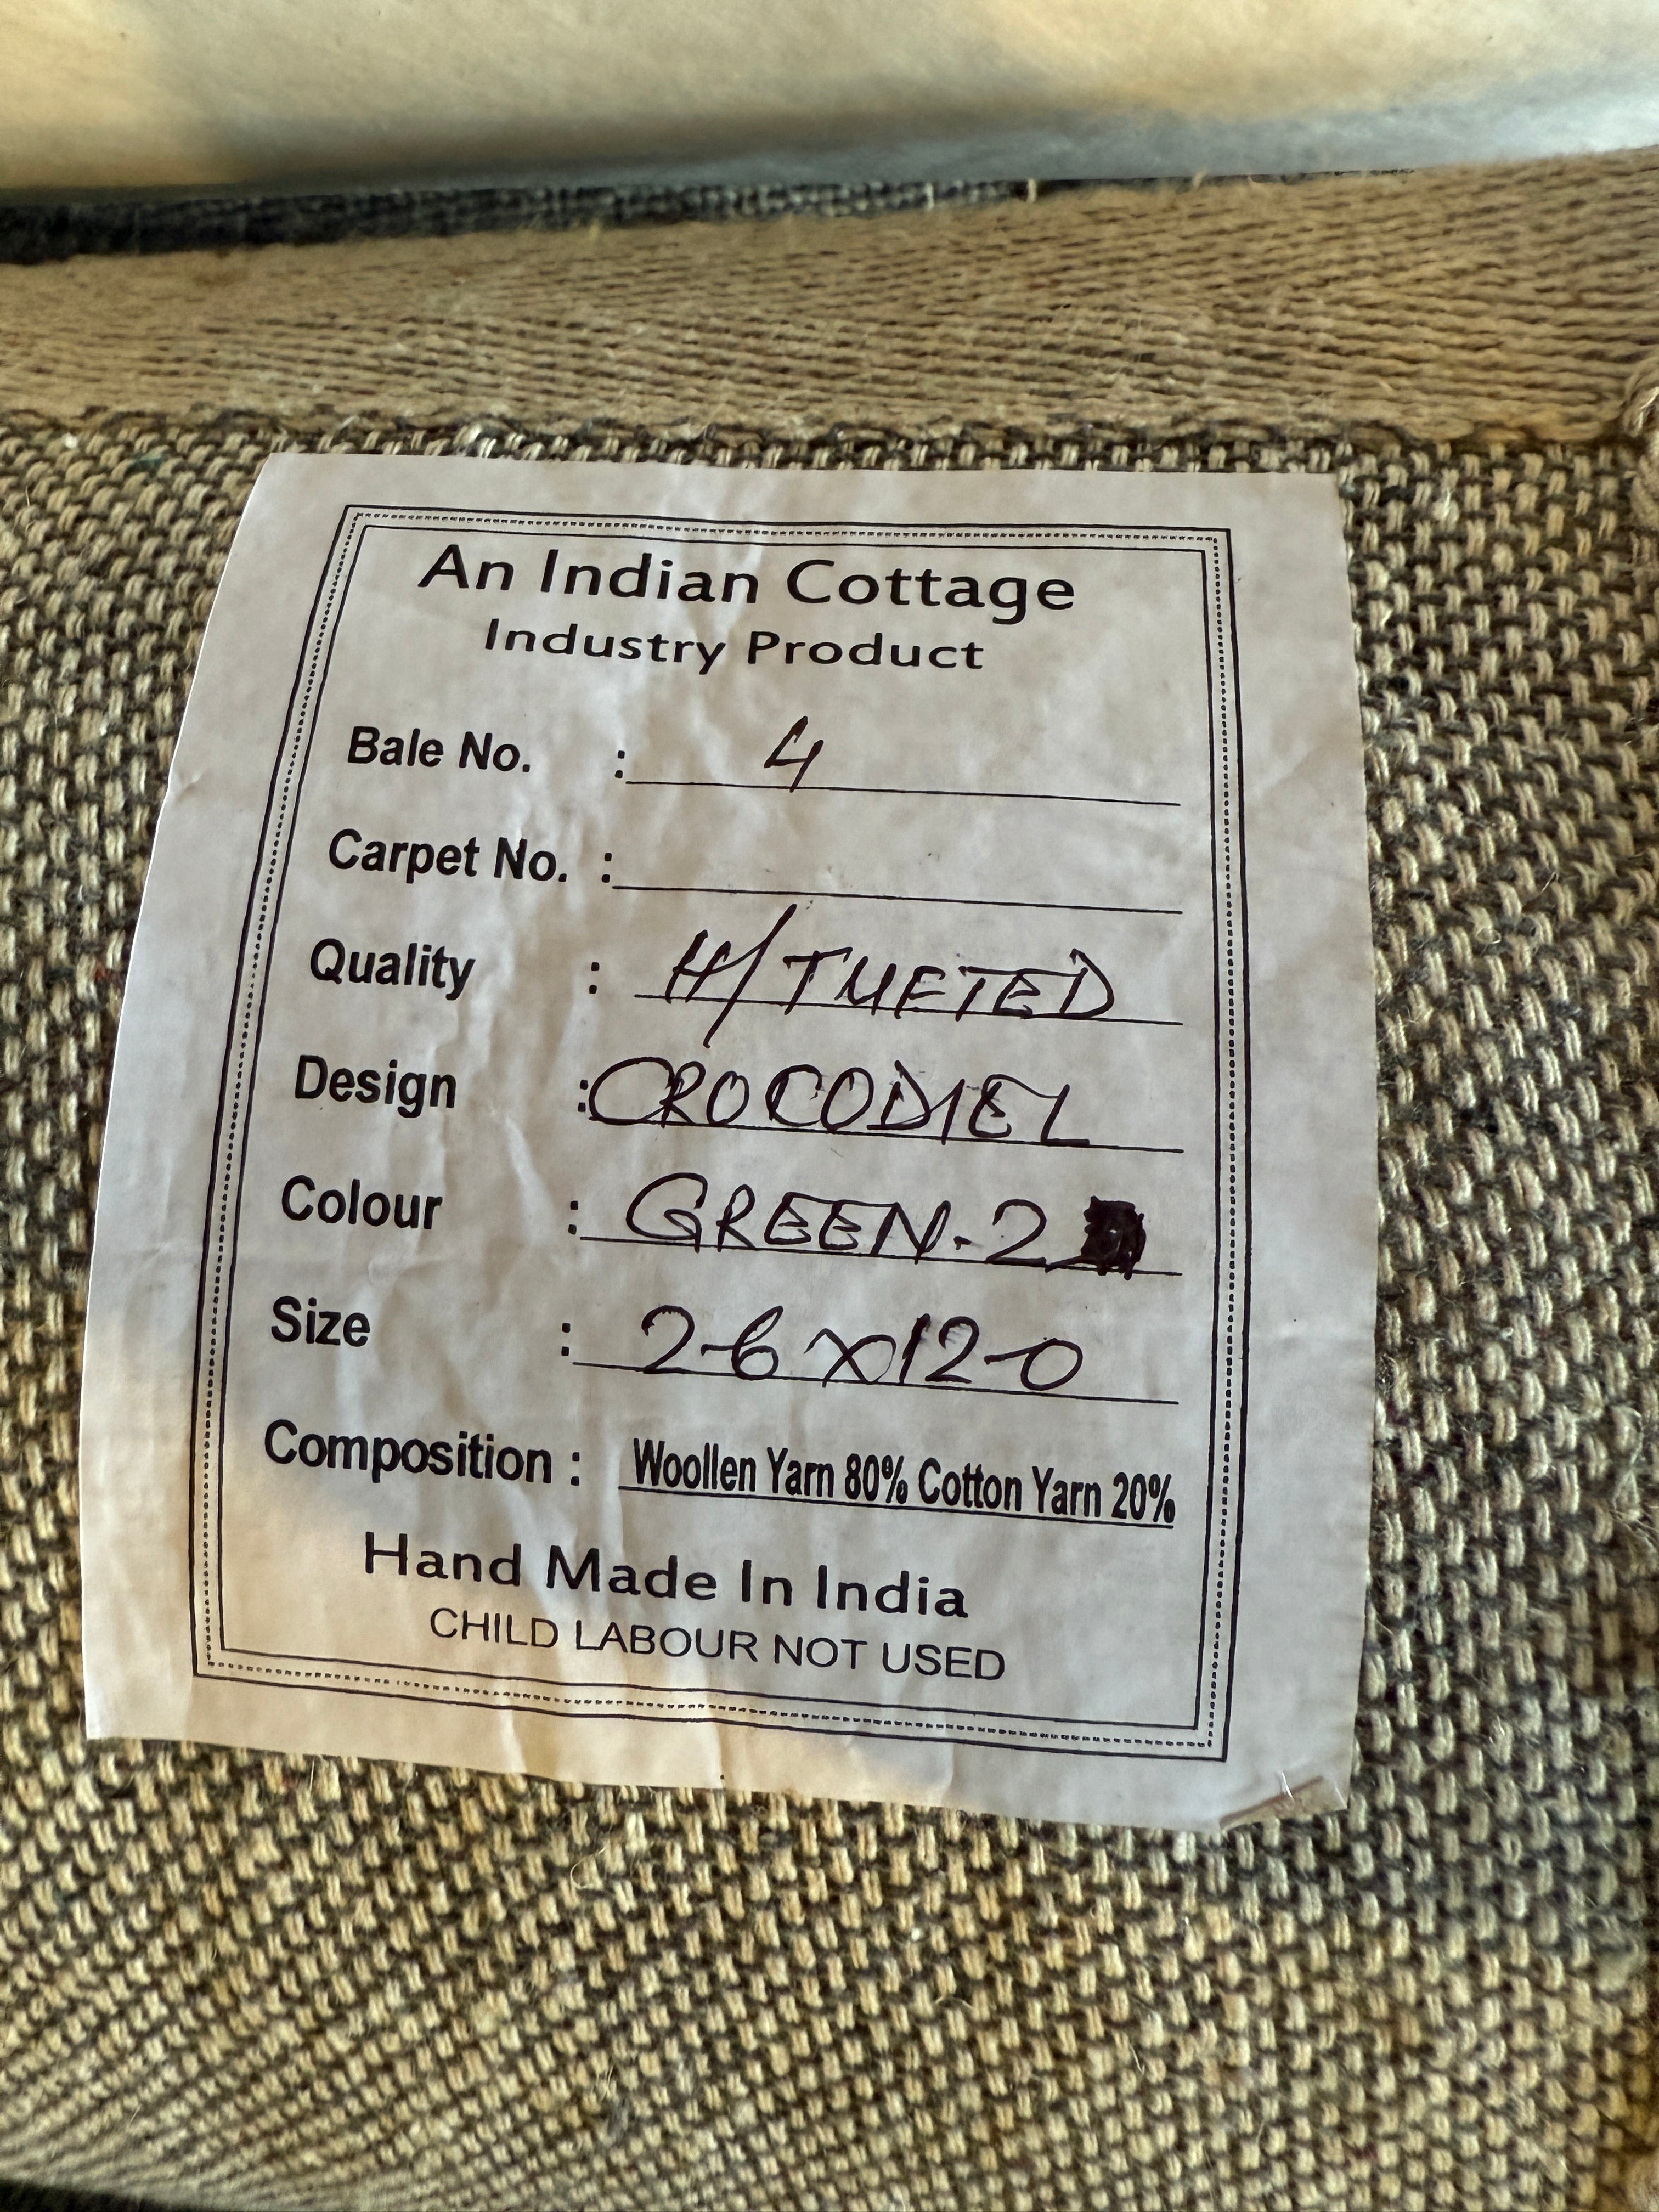 An Indian Cottage
Industry Product
Bale No. : 4
Carpet No. :
Quality : H/TUFTED
Design : CROCODIEL
Colour : GREEN-2
Size : 2-6 X 12-0
Composition : Woollen Yarn 80% Cotton Yarn 20%
Hand Made In India
CHILD LABOUR NOT USED